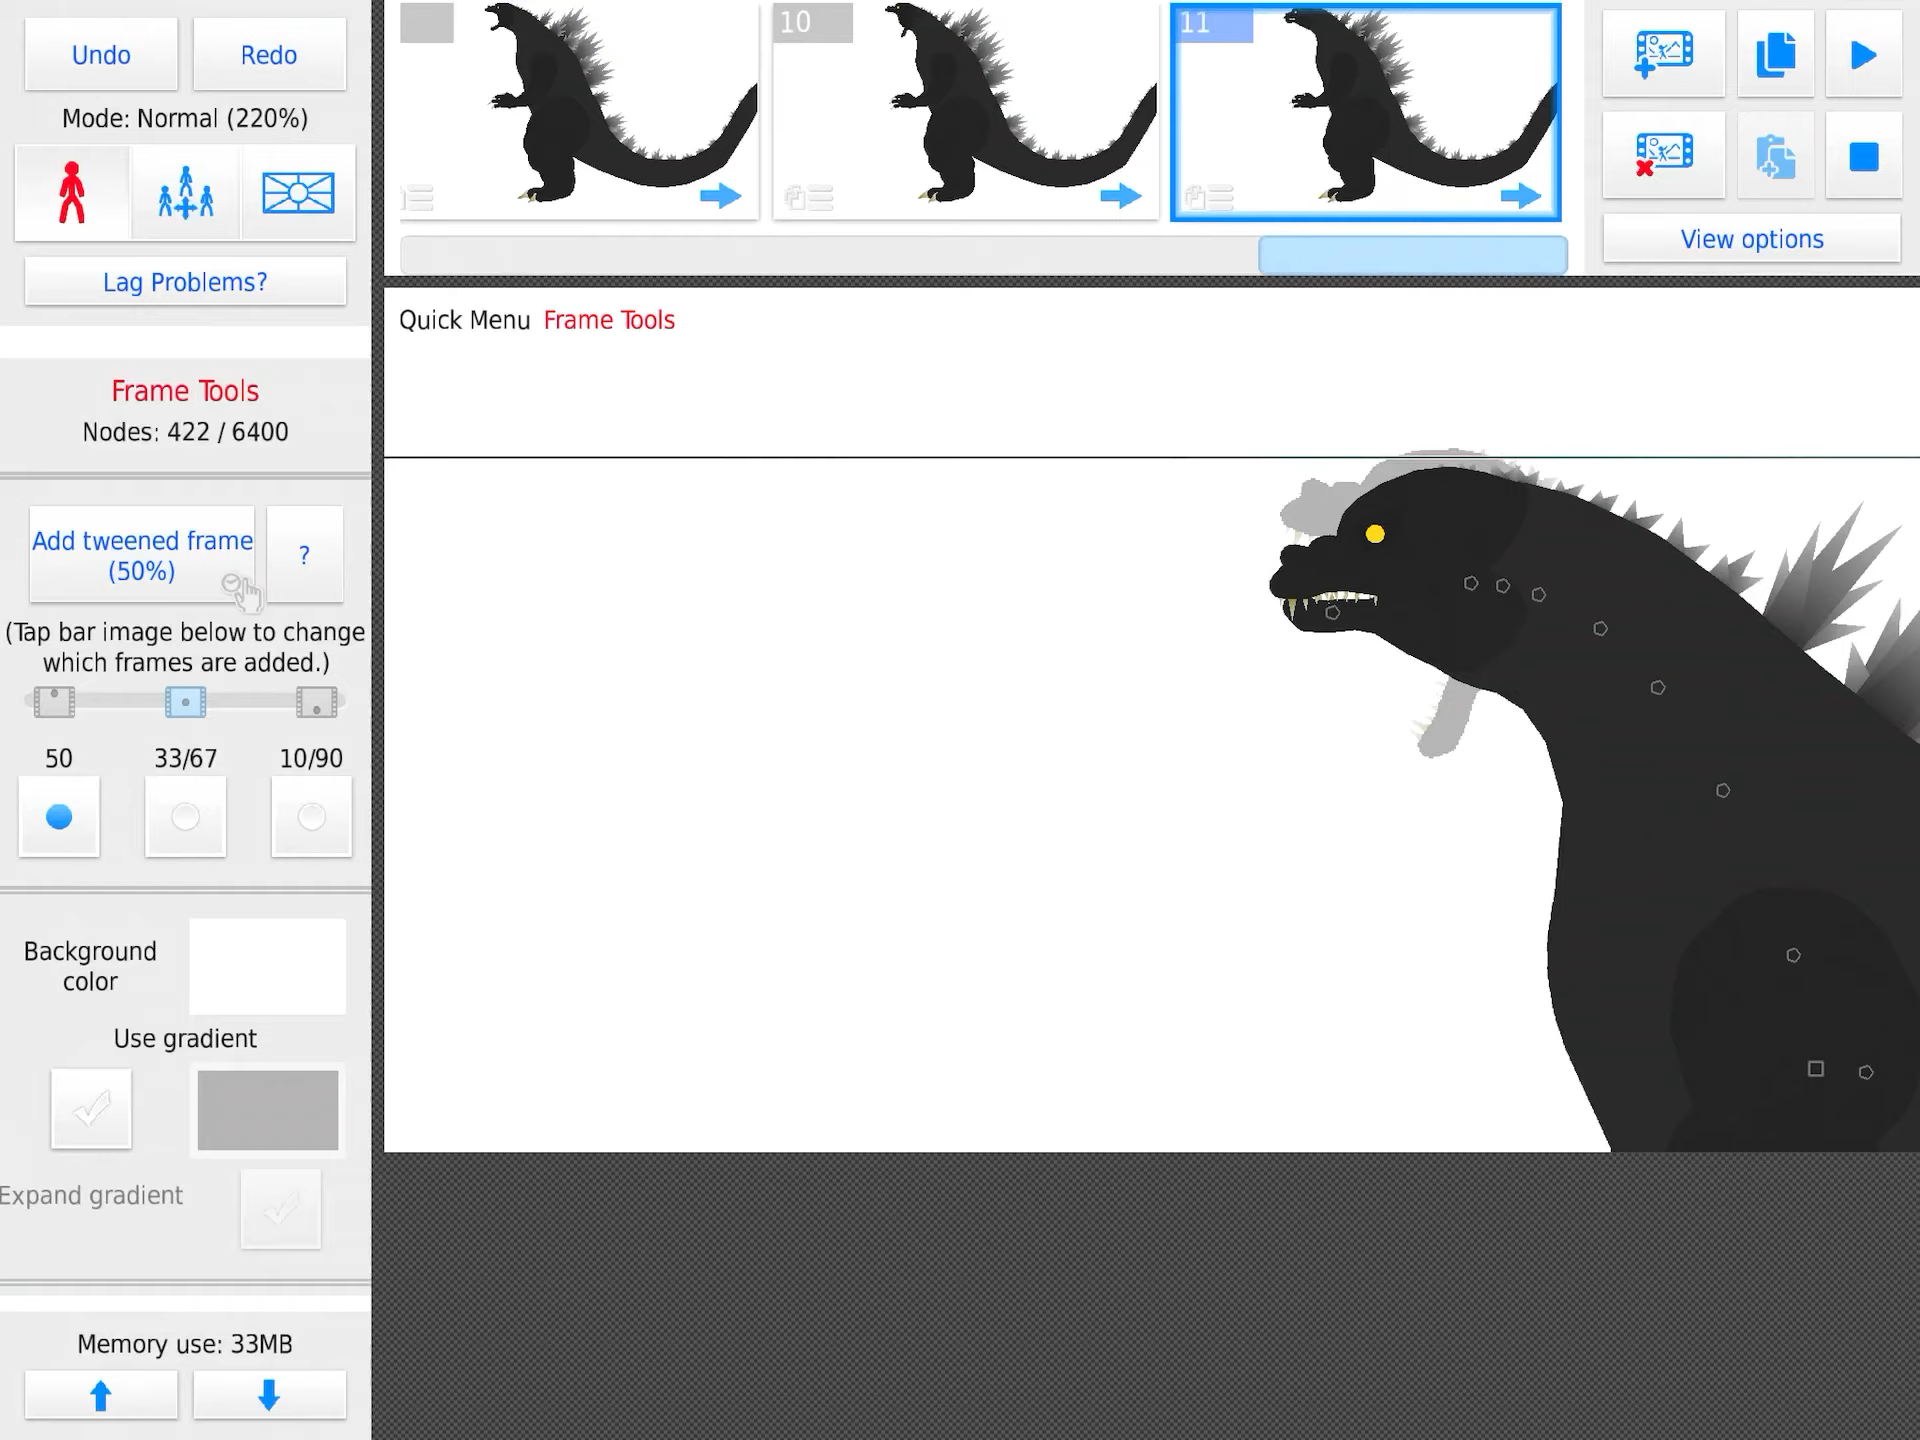 Undo
Redo
Mode: Normal (220%)
Lag Problems?
10
11
View options
Quick Menu Frame Tools
Frame Tools
Nodes: 422 / 6400
Add tweened frame
(50%)
?
(Tap bar image below to change
which frames are added.)
50
33/67
10/90
Background
color
Use gradient
Expand gradient
Memory use: 33MB